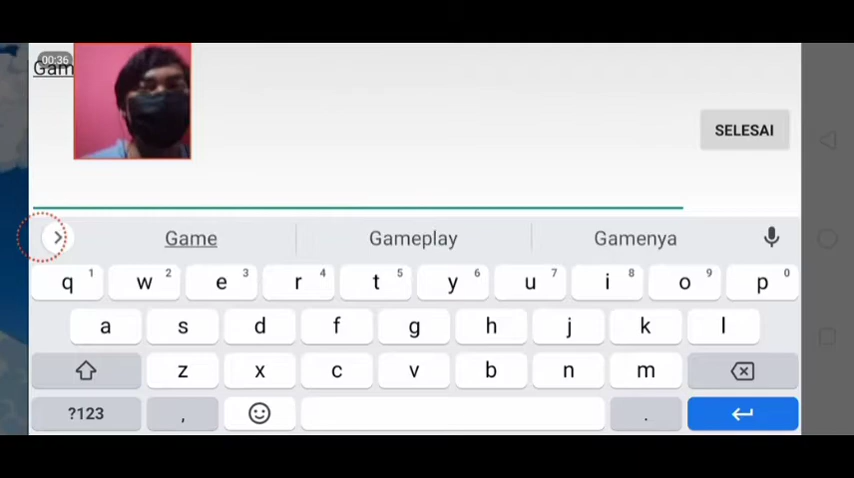 00:36
Gam
SELESAI
Game Gameplay Gamenya
q 1 w 2 e 3 r 4 t 5 y 6 u 7 i 8 o 9 p 0
a s d f g h j k l
z x c v b n m
?123 , .